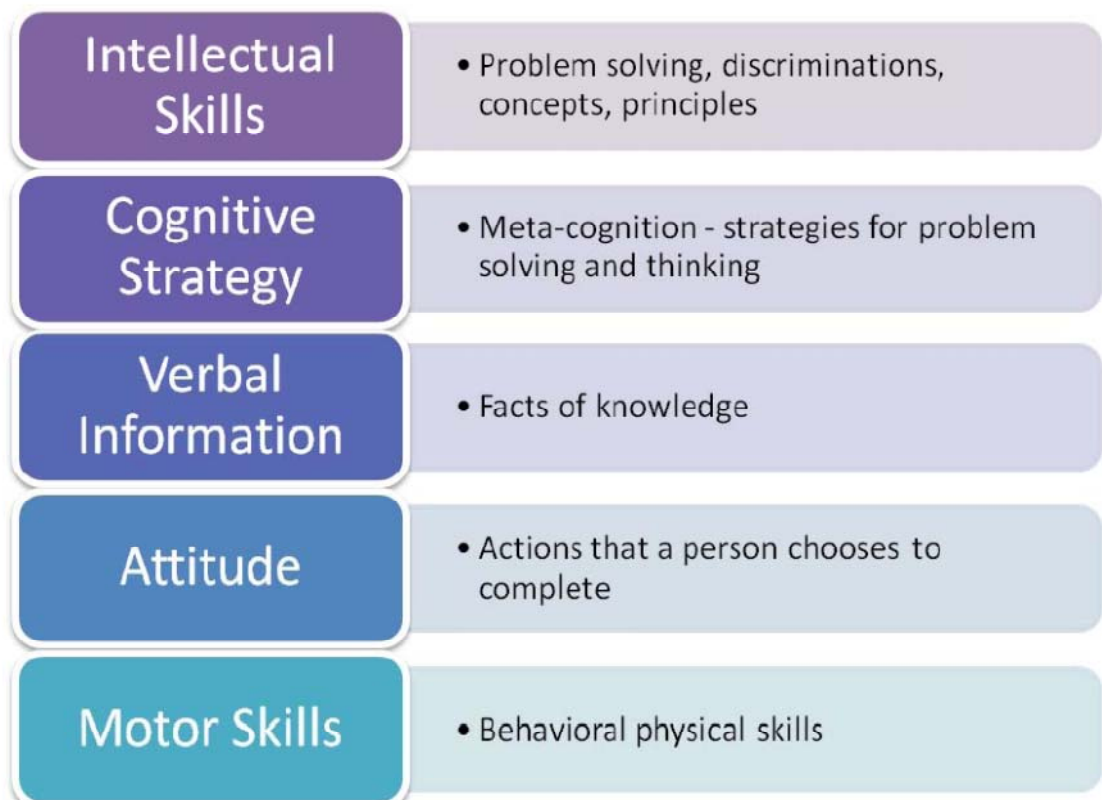 Intellectual
Skills
• Problem solving, discriminations,
concepts, principles
Cognitive
Strategy
• Meta-cognition - strategies for problem
solving and thinking
Verbal
Information
• Facts of knowledge
Attitude
• Actions that a person chooses to
complete
Motor Skills
• Behavioral physical skills